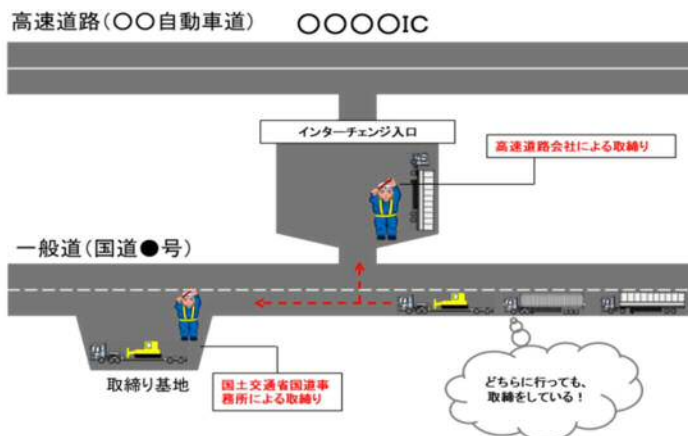 高速道路(〇〇自動車道) 〇〇〇〇IC
インターチェンジ入口
高速道路会社による取締り
一般道(国道●号)
取締り基地
国土交通省国道事
務所による取締り
どちらに行っても、
取締をしている!